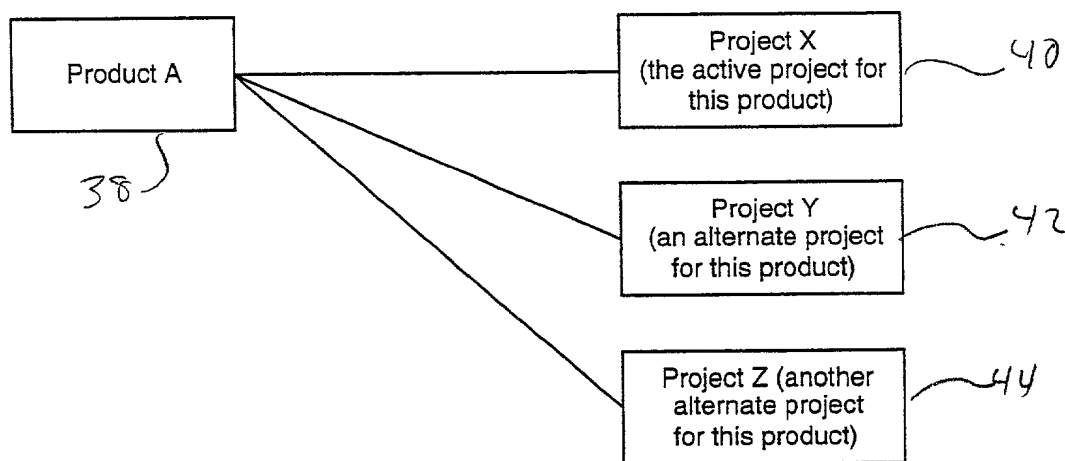 Product A
38
Project X
(the active project for
this product)
40
Project Y
(an alternate project
for this product)
42
Project Z (another
alternate project
for this product)
44